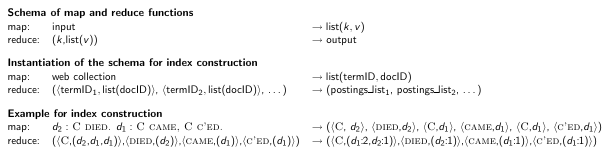 Schema of map and reduce functions
map: input → list(k, v)
reduce: (k,list(v)) → output
Instantiation of the schema for index construction
map: web collection → list(termID, docID)
reduce: (⟨termID₁, list(docID)⟩, ⟨termID₂, list(docID)⟩, …) → (postings_list₁, postings_list₂, …)
Example for index construction
map: d₂ : C DIED. d₁ : C CAME, C C'ED. → (⟨C, d₂⟩, ⟨DIED,d₂⟩, ⟨C,d₁⟩, ⟨CAME,d₁⟩, ⟨C,d₁⟩, ⟨C'ED,d₁⟩)
reduce: (⟨C,(d₂,d₁,d₁)⟩,⟨DIED,(d₂)⟩,⟨CAME,(d₁)⟩,⟨C'ED,(d₁)⟩) → (⟨C,(d₁:2,d₂:1)⟩,⟨DIED,(d₂:1)⟩,⟨CAME,(d₁:1)⟩,⟨C'ED,(d₁:1)⟩)